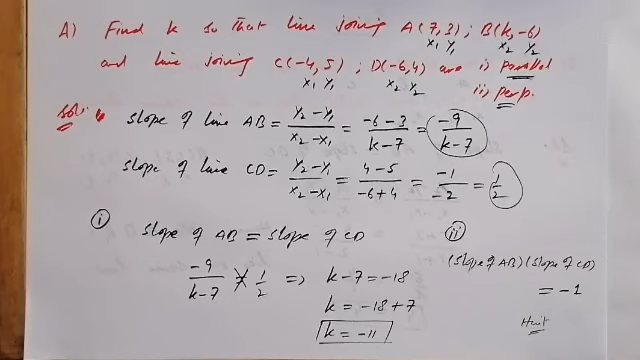 A) Find k so that line joining A(7,3); B(k,-6)
x₁ y₁ x₂ y₂
and line joining C(-4,5); D(-6,4) are i) parallel
x₁ y₁ x₂ y₂
ii) perp.
Soln:
Slope of line AB = y₂-y₁/x₂-x₁ = -6-3/k-7 = -9/k-7
Slope of line CD = y₂-y₁/x₂-x₁ = 4-5/-6+4 = -1/-2 = 1/2
i
Slope of AB = Slope of CD
-9/k-7 = 1/2 ⇒ k-7 = -18
k = -18+7
k = -11
ii
(Slope of AB)(Slope of CD)
= -1